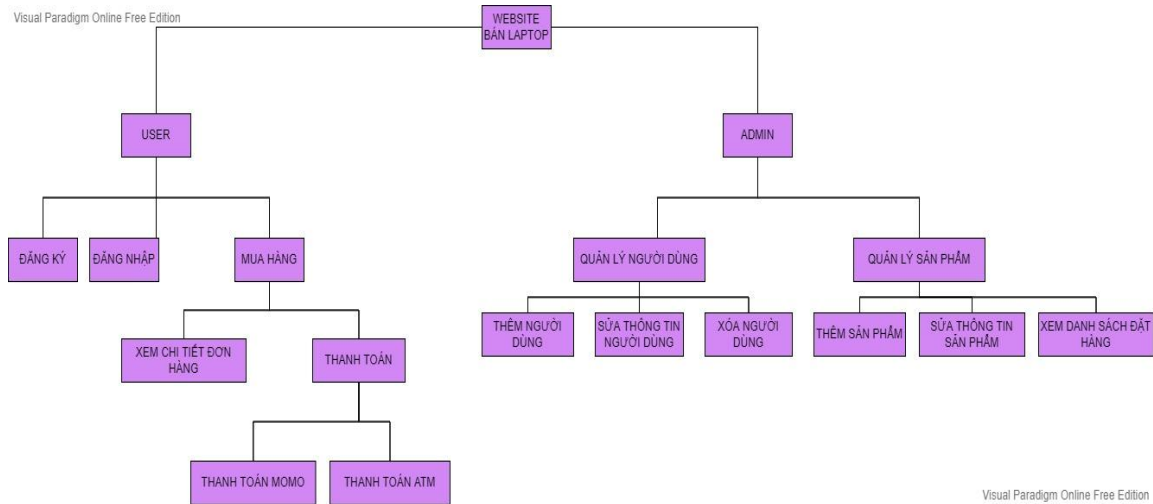 Visual Paradigm Online Free Edition
WEBSITE
BÁN LAPTOP
USER
ADMIN
ĐĂNG KÝ
ĐĂNG NHẬP
MUA HÀNG
QUẢN LÝ NGƯỜI DÙNG
QUẢN LÝ SẢN PHẨM
THÊM NGƯỜI
DÙNG
SỬA THÔNG TIN
NGƯỜI DÙNG
XÓA NGƯỜI
DÙNG
THÊM SẢN PHẨM
SỬA THÔNG TIN
SẢN PHẨM
XEM DANH SÁCH ĐẶT
HÀNG
XEM CHI TIẾT ĐƠN
HÀNG
THANH TOÁN
THANH TOÁN MOMO
THANH TOÁN ATM
Visual Paradigm Online Free Edition